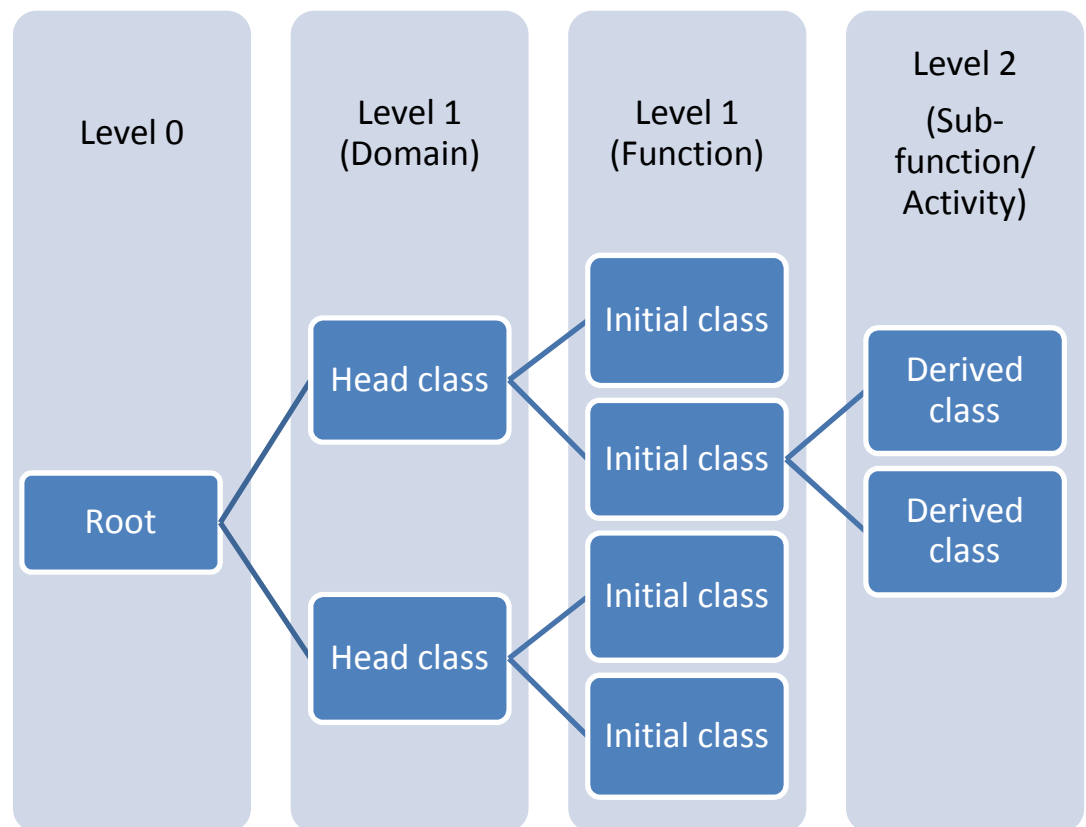 Level 0
Level 1
(Domain)
Level 1
(Function)
Level 2
(Sub-
function/
Activity)
Root
Head class
Head class
Initial class
Initial class
Initial class
Initial class
Derived
class
Derived
class